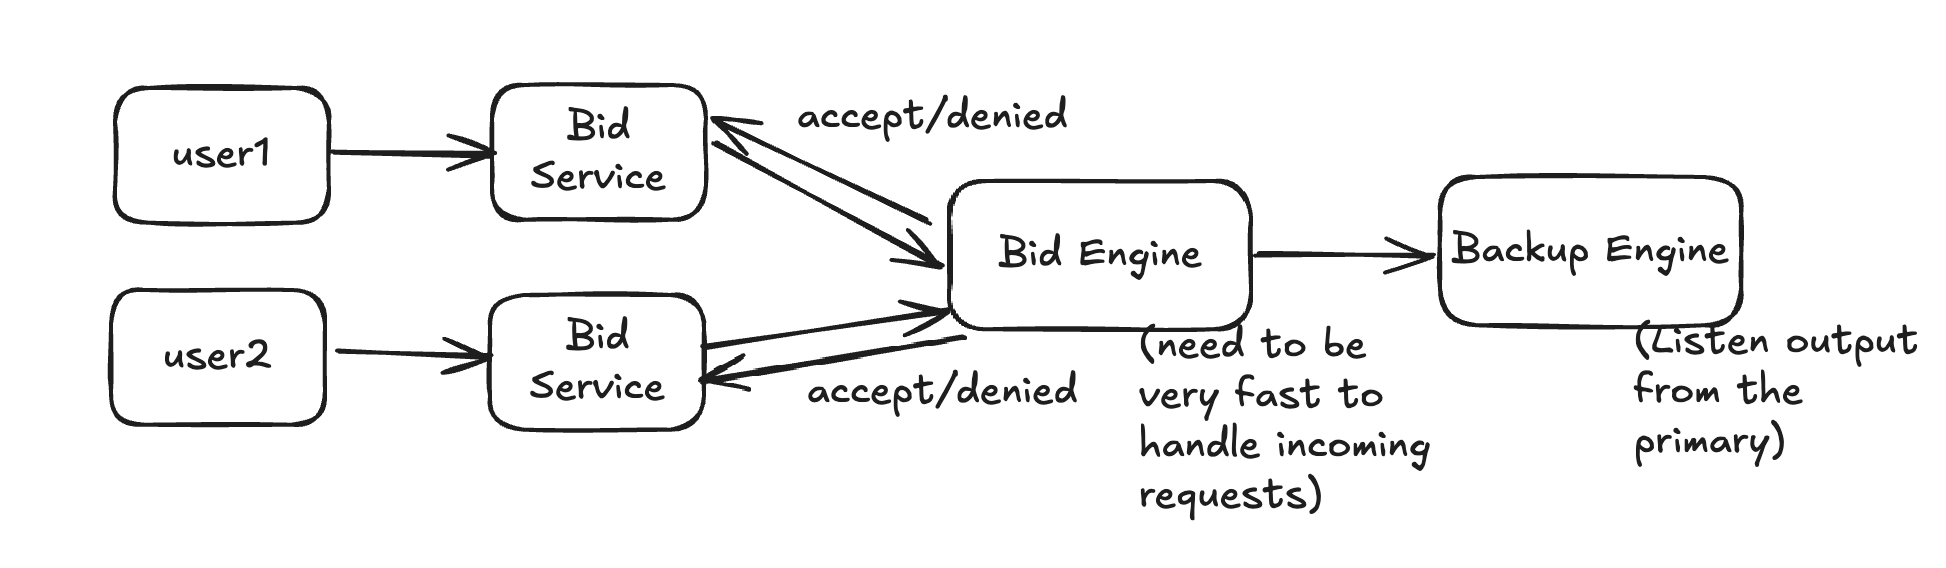 user1
Bid
Service
accept/denied
Bid Engine
(need to be
very fast to
handle incoming
requests)
Backup Engine
(Listen output
from the
primary)
user2
Bid
Service
accept/denied